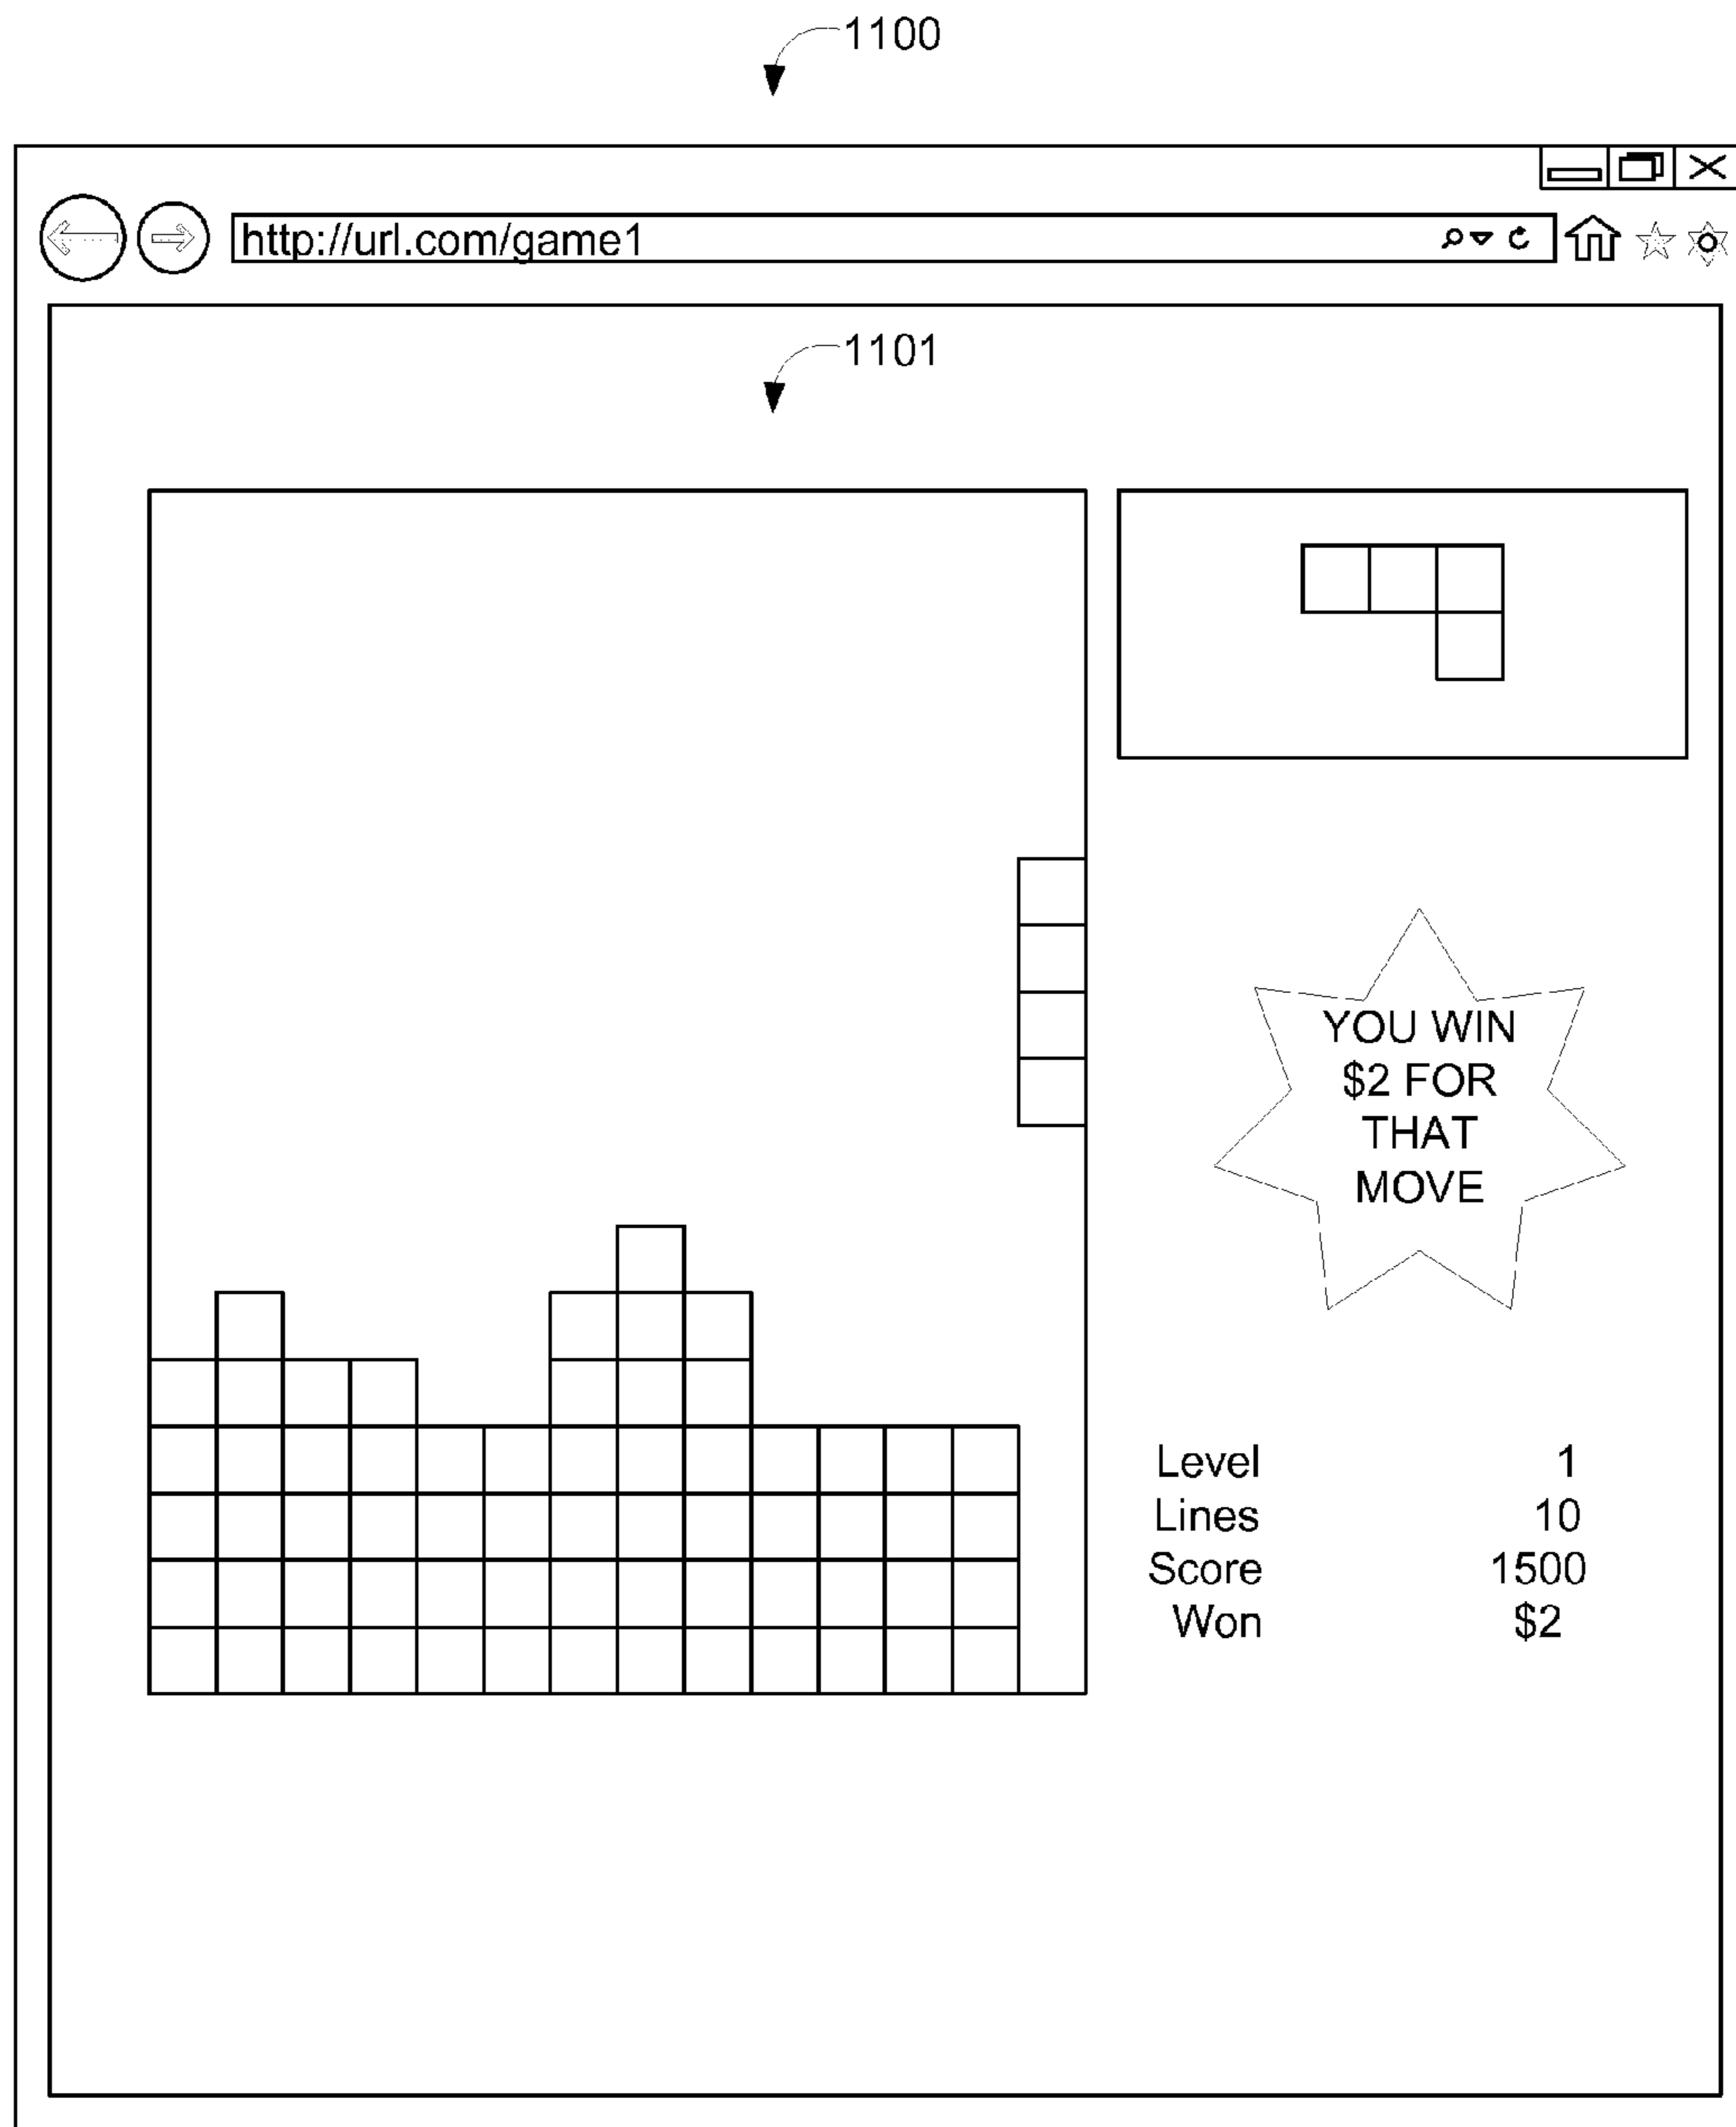 1100
http://url.com/game1
1101
YOU WIN
$2 FOR
THAT
MOVE
Level 1
Lines 10
Score 1500
Won $2